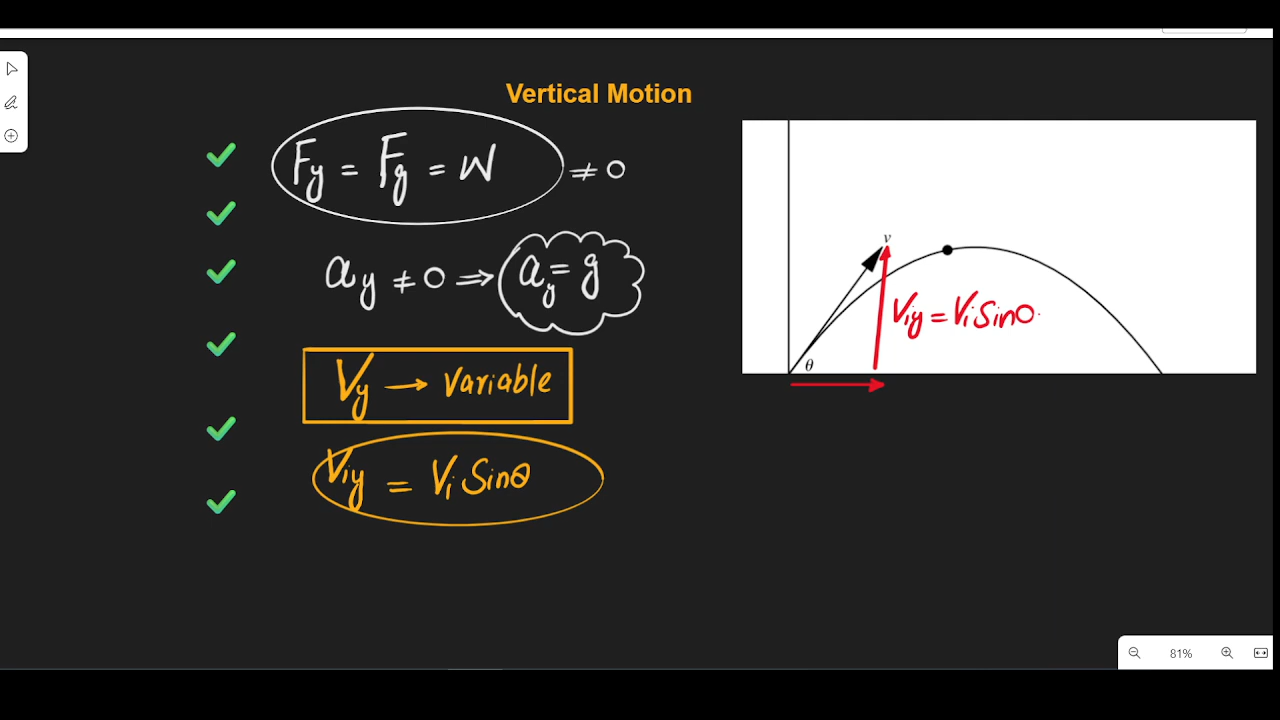 Vertical Motion
Fy = Fg = W ≠ 0
ay ≠ 0 ⇒ ay = g
Vy → Variable
Viy = Vi Sinθ
v
Viy = Vi Sinθ
θ
81%